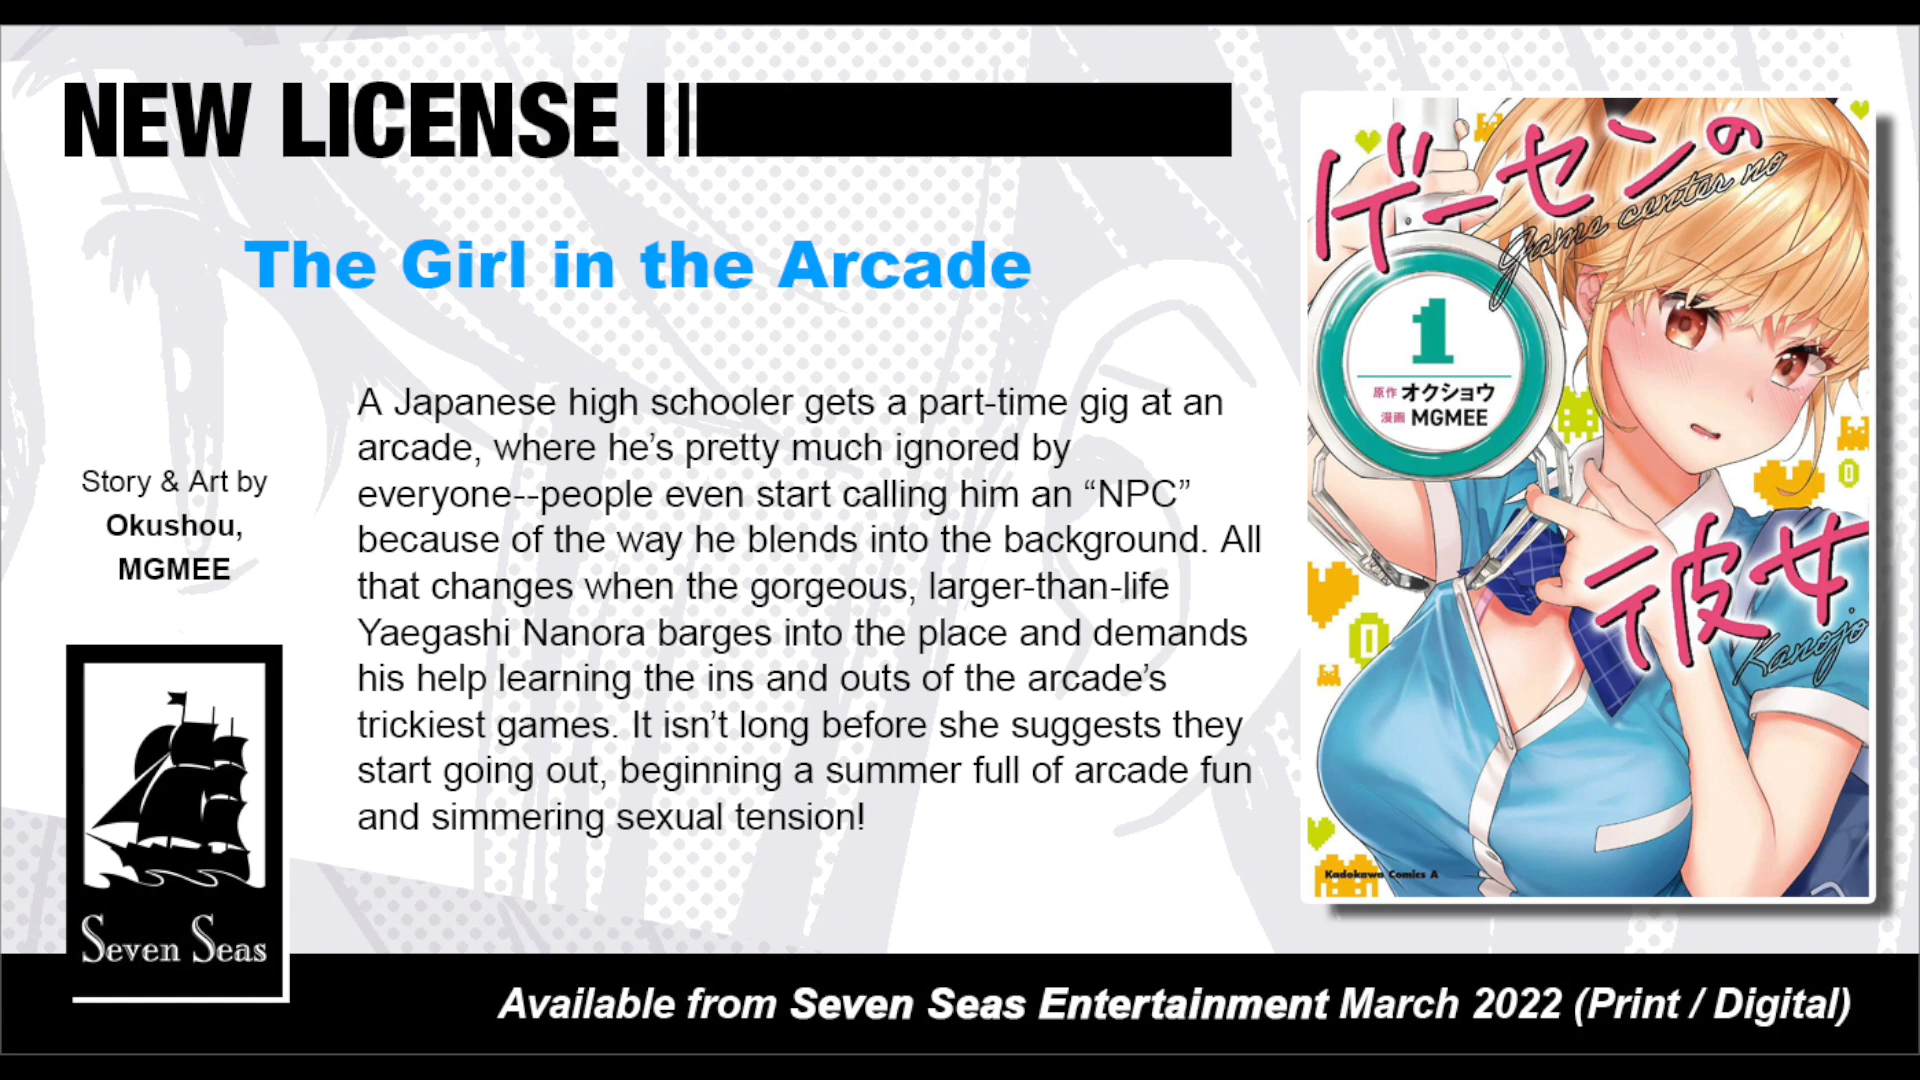 NEW LICENSE
The Girl in the Arcade
Story & Art by
Okushou,
MGMEE
A Japanese high schooler gets a part-time gig at an
arcade, where he’s pretty much ignored by
everyone--people even start calling him an “NPC”
because of the way he blends into the background. All
that changes when the gorgeous, larger-than-life
Yaegashi Nanora barges into the place and demands
his help learning the ins and outs of the arcade’s
trickiest games. It isn’t long before she suggests they
start going out, beginning a summer full of arcade fun
and simmering sexual tension!
ゲーセンの
game center no
1
原作 オクショウ
漫画 MGMEE
彼女
Kanojo
Kadokawa Comics A
Seven Seas
Available from Seven Seas Entertainment March 2022 (Print / Digital)